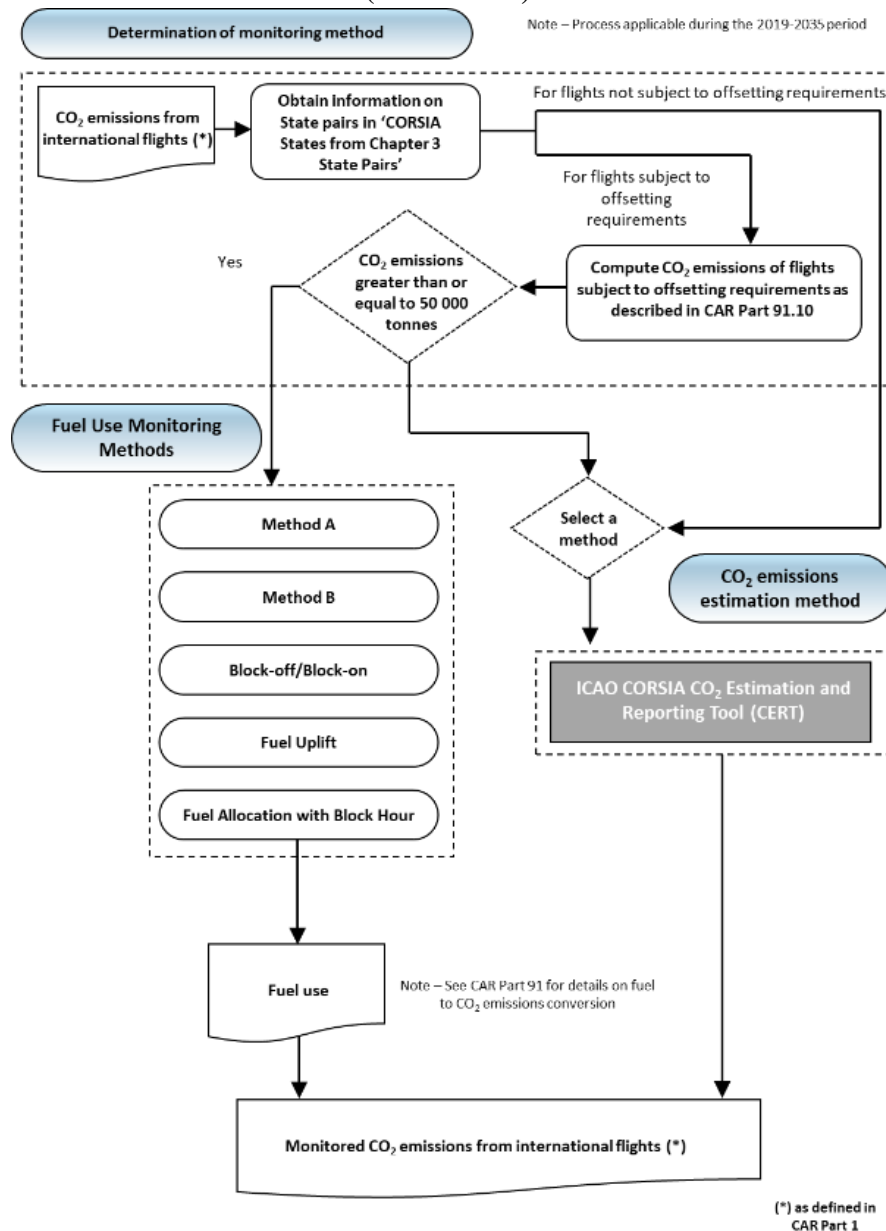 Determination of monitoring method
Note – Process applicable during the 2019-2035 period
For flights not subject to offsetting requirements
CO₂ emissions from
international flights (*)
Obtain Information on
State pairs in ‘CORSIA
States from Chapter 3
State Pairs’
For flights subject to
offsetting
requirements
Yes
CO₂ emissions
greater than or
equal to 50 000
tonnes
Compute CO₂ emissions of flights
subject to offsetting requirements as
described in CAR Part 91.10
Fuel Use Monitoring
Methods
Method A
Method B
Block-off/Block-on
Fuel Uplift
Fuel Allocation with Block Hour
Select a
method
CO₂ emissions
estimation method
ICAO CORSIA CO₂ Estimation and
Reporting Tool (CERT)
Fuel use
Note – See CAR Part 91 for details on fuel
to CO₂ emissions conversion
Monitored CO₂ emissions from international flights (*)
(*) as defined in
CAR Part 1